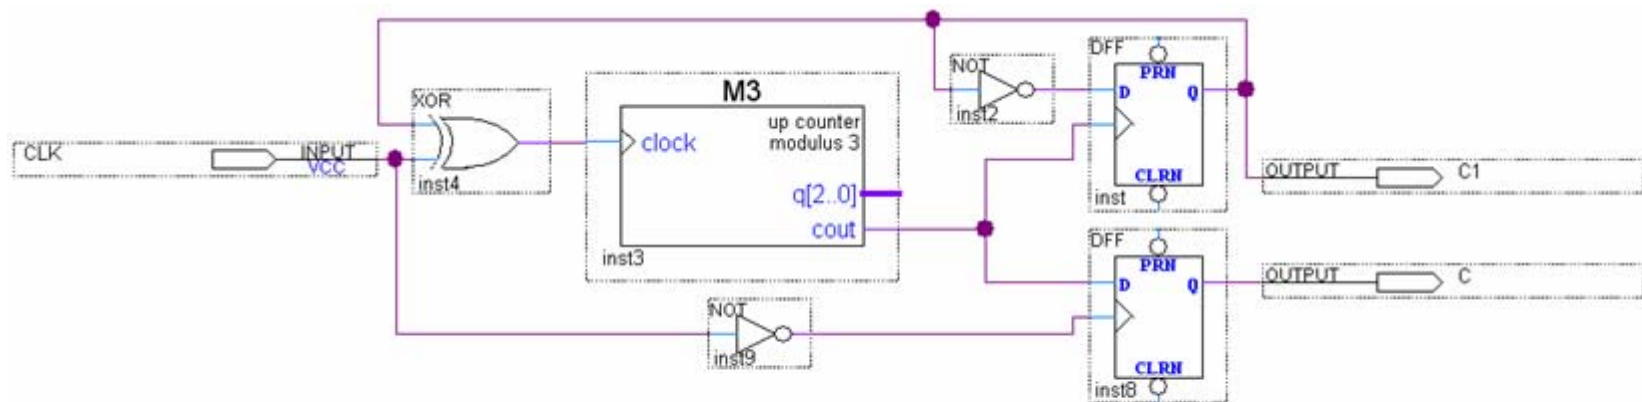 DFF
PRN
D
Q
CLRN
inst
NOT
inst2
M3
up counter
modulus 3
clock
q[2..0]
cout
inst3
XOR
inst4
CLK
INPUT
VCC
OUTPUT
C1
DFF
PRN
D
Q
CLRN
inst8
OUTPUT
C
NOT
inst9